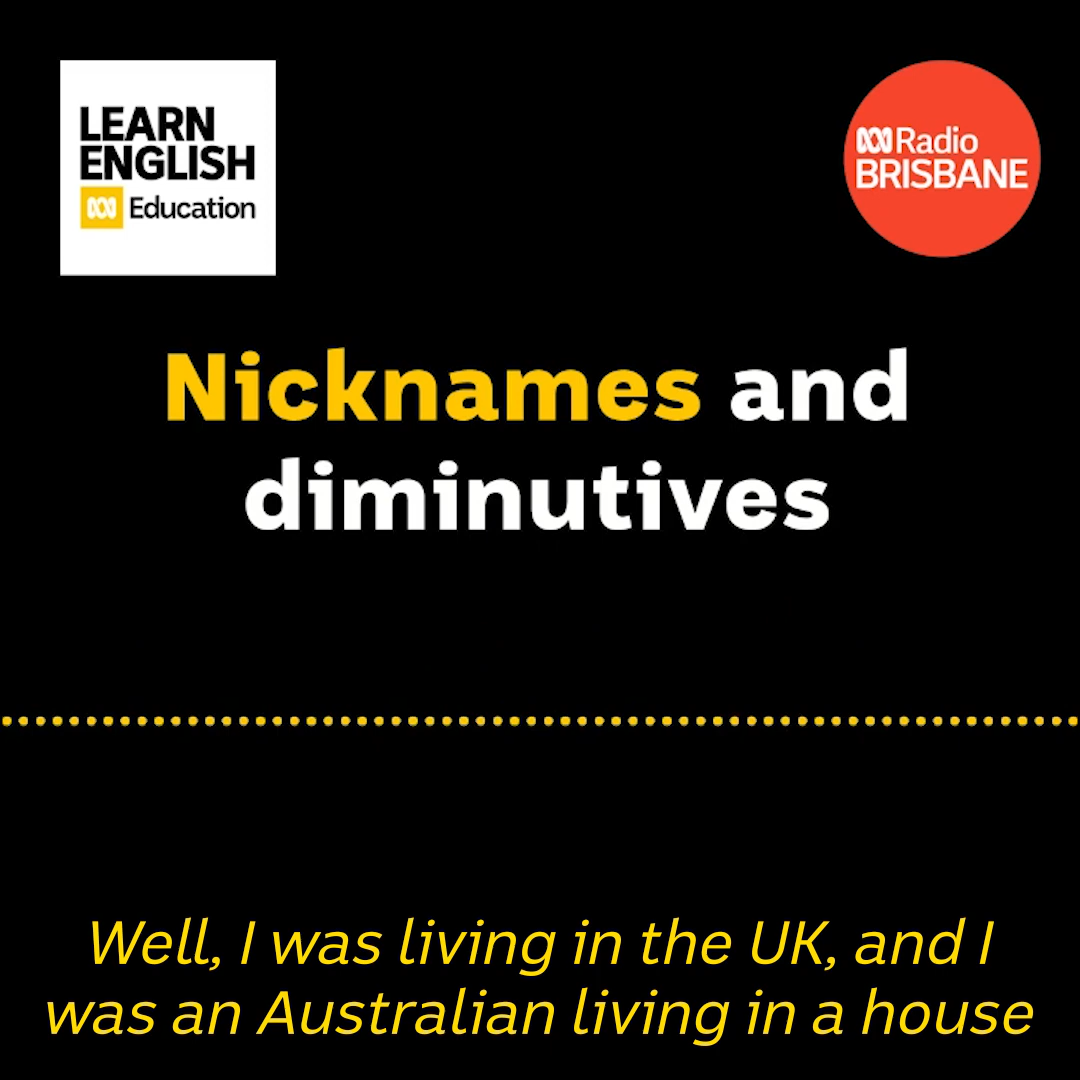 LEARN
ENGLISH
Education
Radio
BRISBANE
Nicknames and
diminutives
Well, I was living in the UK, and I
was an Australian living in a house